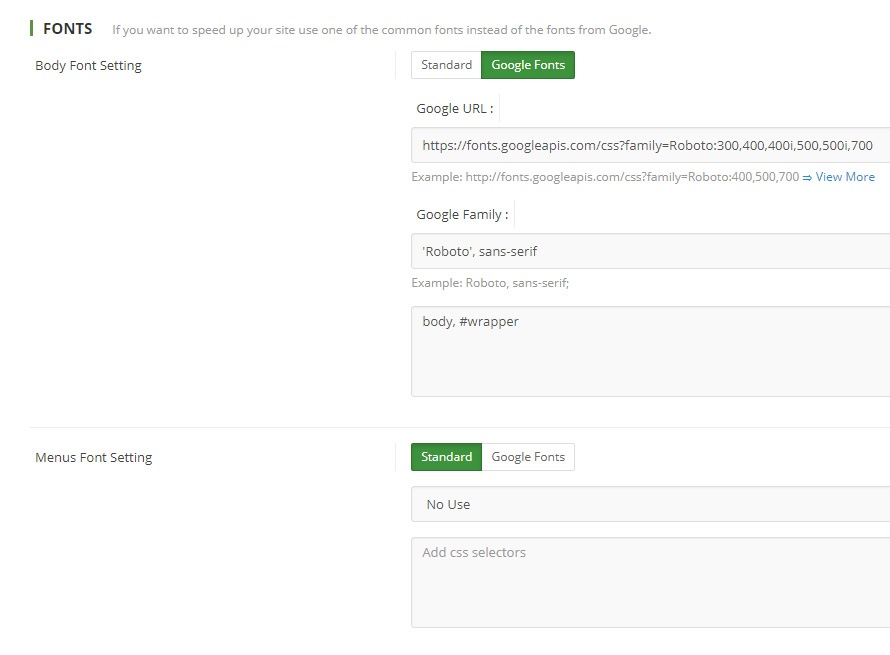 FONTS If you want to speed up your site use one of the common fonts instead of the fonts from Google.
Body Font Setting
Standard Google Fonts
Google URL :
https://fonts.googleapis.com/css?family=Roboto:300,400,400i,500,500i,700
Example: http://fonts.googleapis.com/css?family=Roboto:400,500,700 ⇒ View More
Google Family :
'Roboto', sans-serif
Example: Roboto, sans-serif;
body, #wrapper
Menus Font Setting
Standard Google Fonts
No Use
Add css selectors